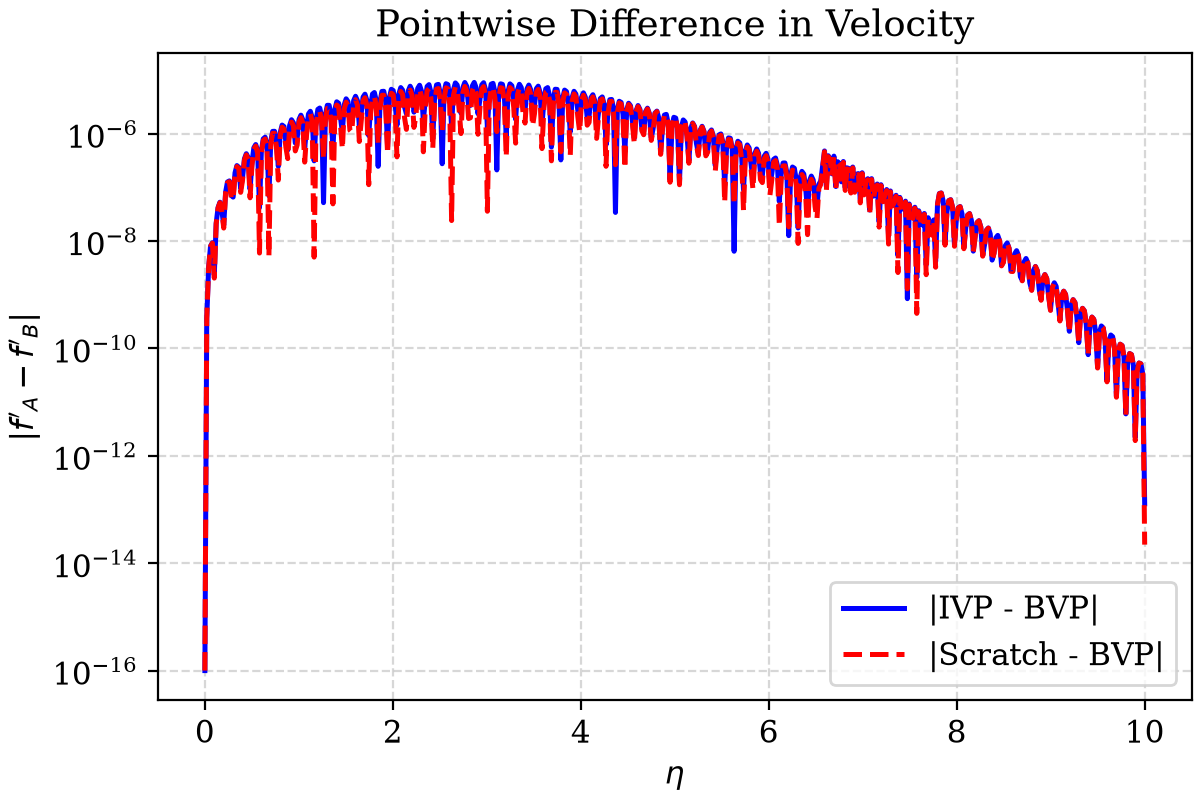 Pointwise Difference in Velocity
|f′_A − f′_B|
10⁻⁶
10⁻⁸
10⁻¹⁰
10⁻¹²
10⁻¹⁴
10⁻¹⁶
|IVP - BVP|
|Scratch - BVP|
0 2 4 6 8 10
η